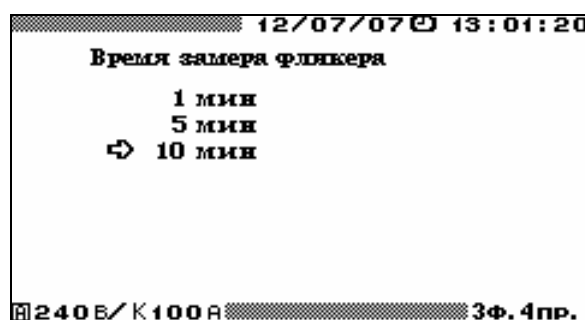 12/07/07 13:01:20
Время замера фликера
1 мин
5 мин
10 мин
A 240В/К100А 3Ф.4пр.